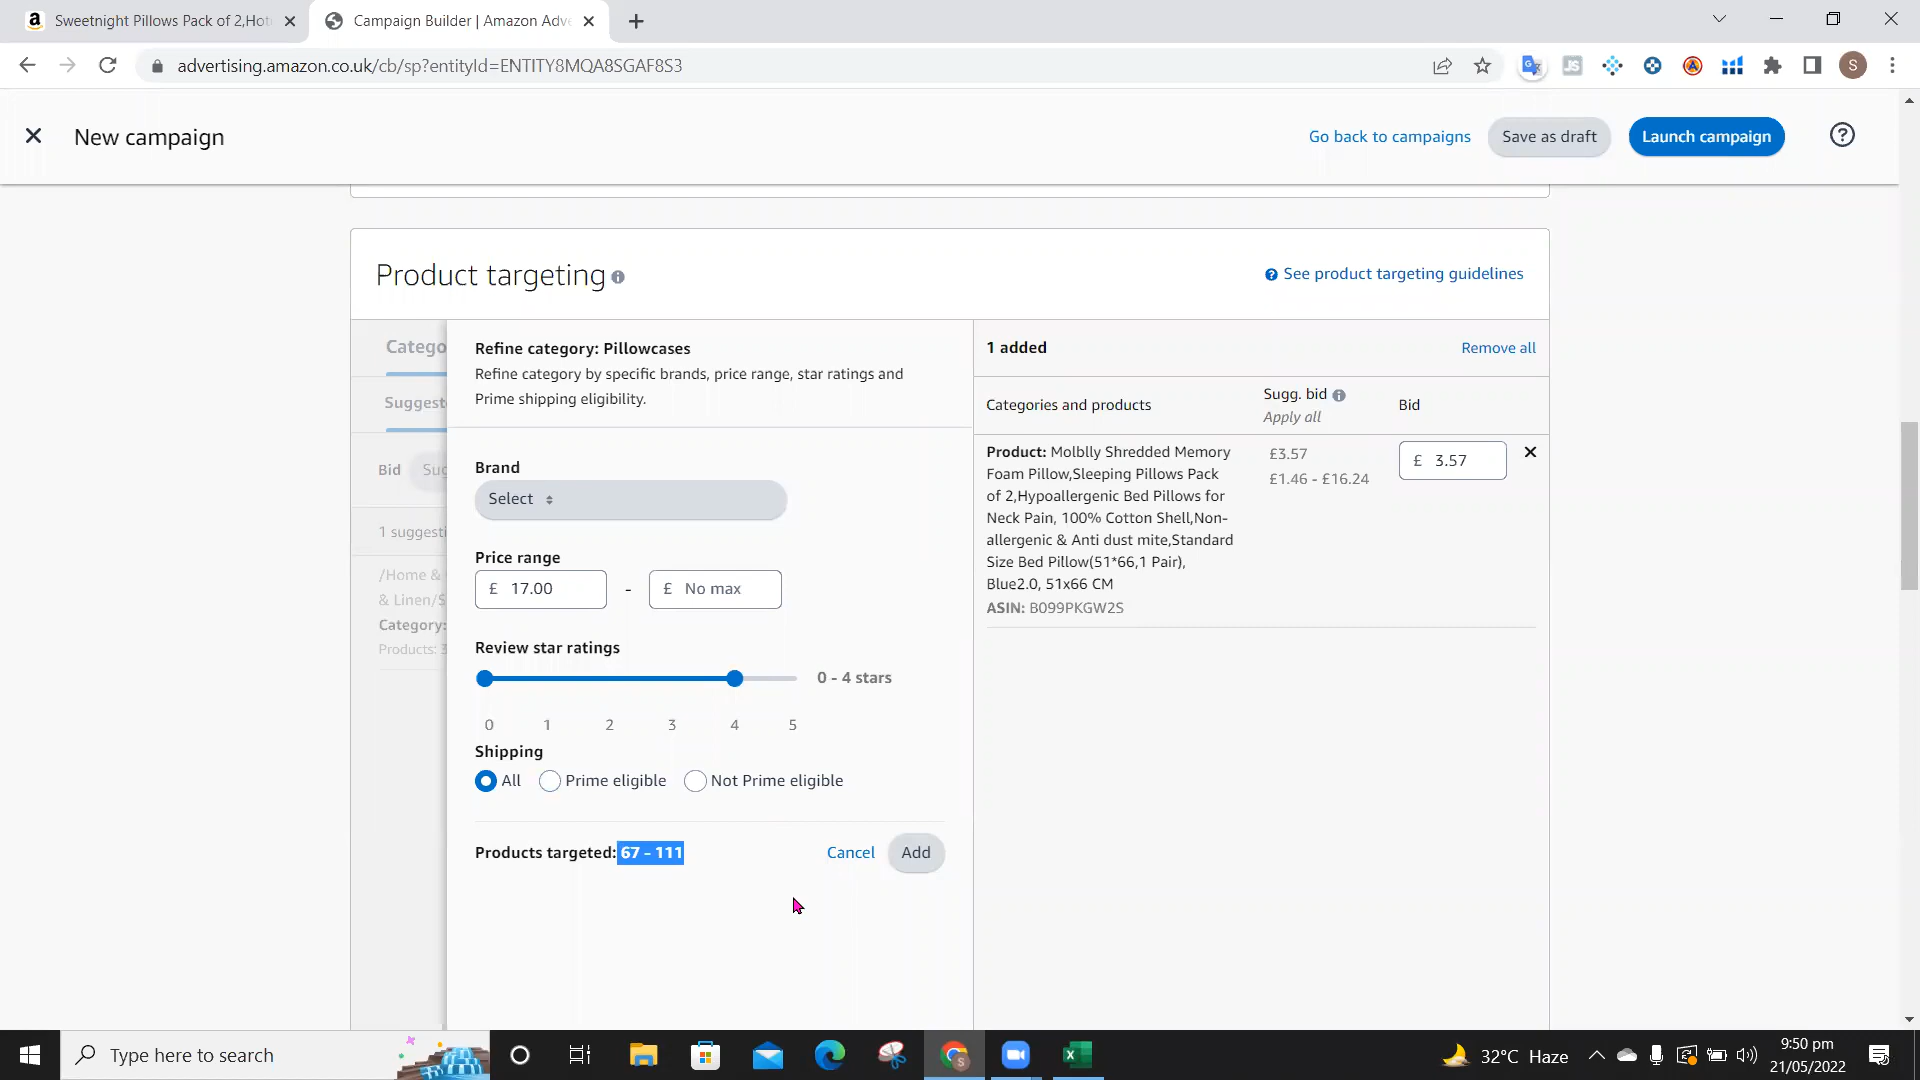 Sweetnight Pillows Pack of 2,Hot
Campaign Builder | Amazon Adv
advertising.amazon.co.uk/cb/sp?entityId=ENTITY8MQA8SGAF8S3
JS
S
New campaign
Go back to campaigns
Save as draft
Launch campaign
Product targeting
See product targeting guidelines
Catego
Refine category: Pillowcases
Refine category by specific brands, price range, star ratings and
Prime shipping eligibility.
1 added
Remove all
Suggest
Categories and products
Sugg. bid
Apply all
Bid
Bid
Sug
Brand
Select
Product: Molblly Shredded Memory
Foam Pillow,Sleeping Pillows Pack
of 2,Hypoallergenic Bed Pillows for
Neck Pain, 100% Cotton Shell,Non-
allergenic & Anti dust mite,Standard
Size Bed Pillow(51*66,1 Pair),
Blue2.0, 51x66 CM
ASIN: B099PKGW2S
£3.57
£1.46 - £16.24
£ 3.57
1 suggesti
/Home &
& Linen/S
Category:
Products: 3
Price range
£ 17.00 - £ No max
Review star ratings
0 - 4 stars
0 1 2 3 4 5
Shipping
All Prime eligible Not Prime eligible
Products targeted: 67 - 111
Cancel
Add
Type here to search
32°C Haze
9:50 pm
21/05/2022